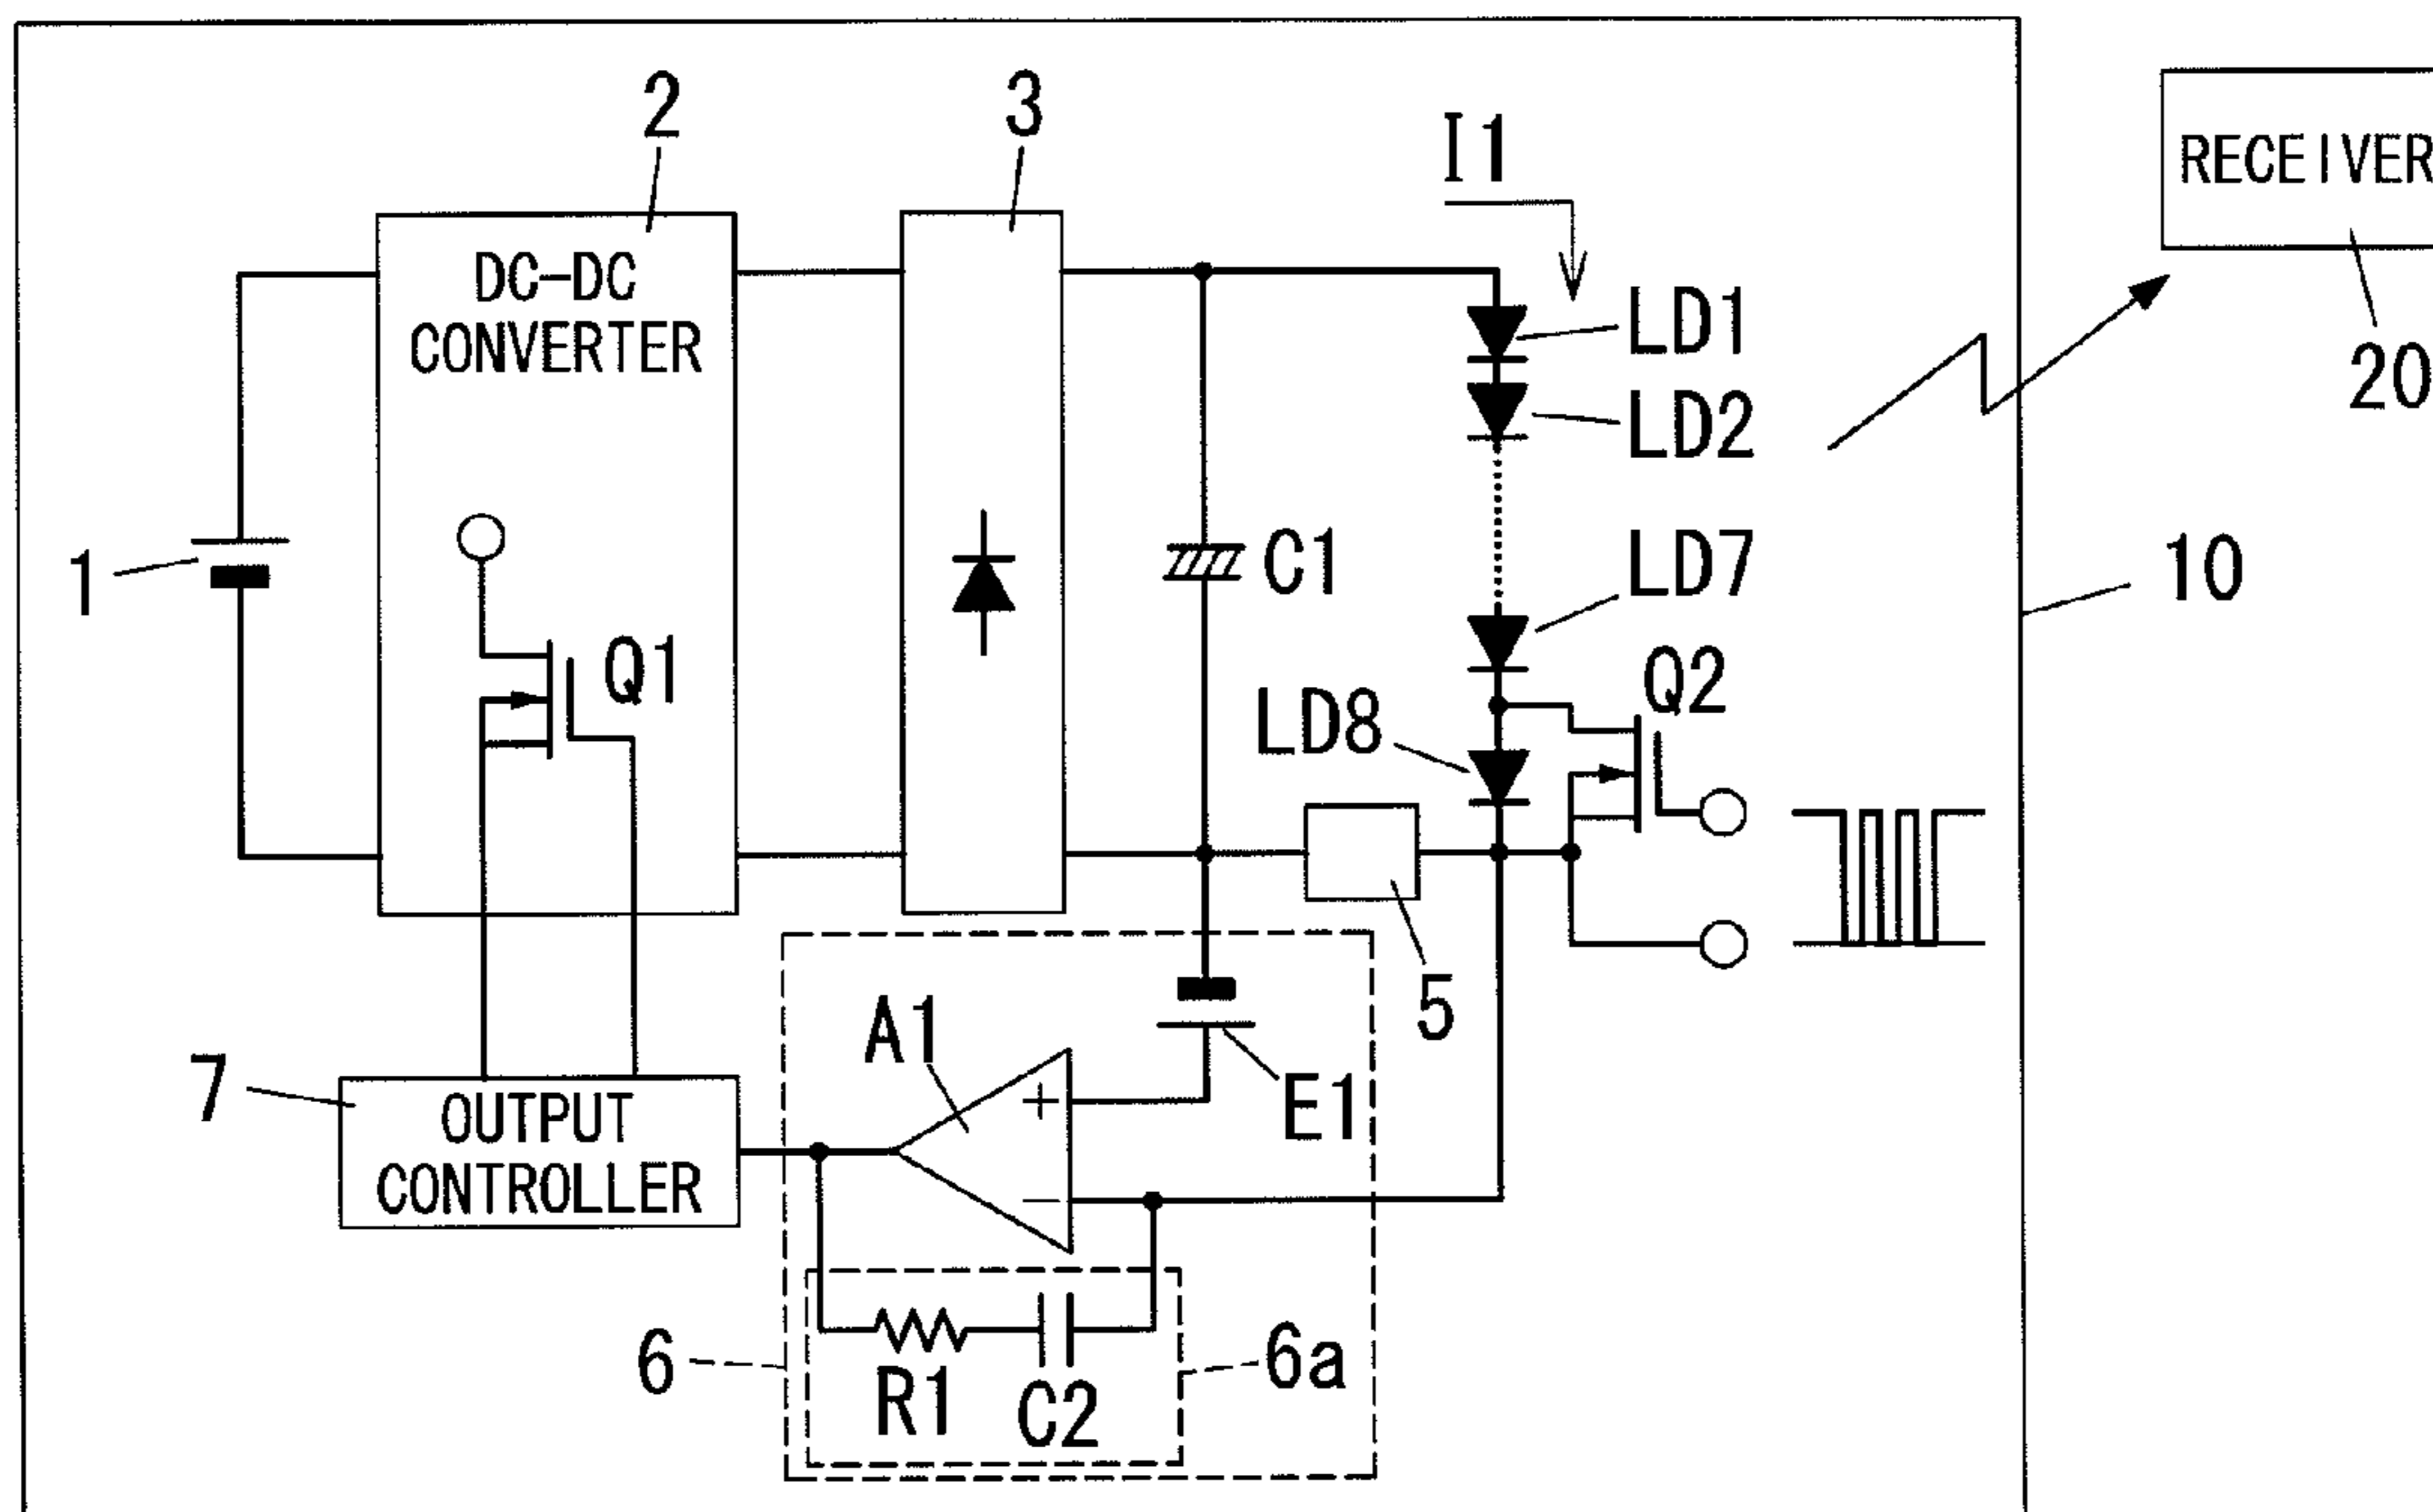 2
3
I1
RECEIVER
20
DC-DC
CONVERTER
LD1
LD2
1
C1
LD7
10
Q1
Q2
LD8
5
A1
E1
+
−
7
OUTPUT
CONTROLLER
6
R1
C2
6a